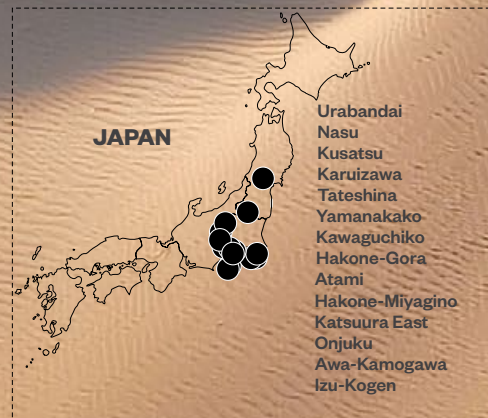 JAPAN
Urabandai
Nasu
Kusatsu
Karuizawa
Tateshina
Yamanakako
Kawaguchiko
Hakone-Gora
Atami
Hakone-Miyagino
Katsuura East
Onjuku
Awa-Kamogawa
Izu-Kogen